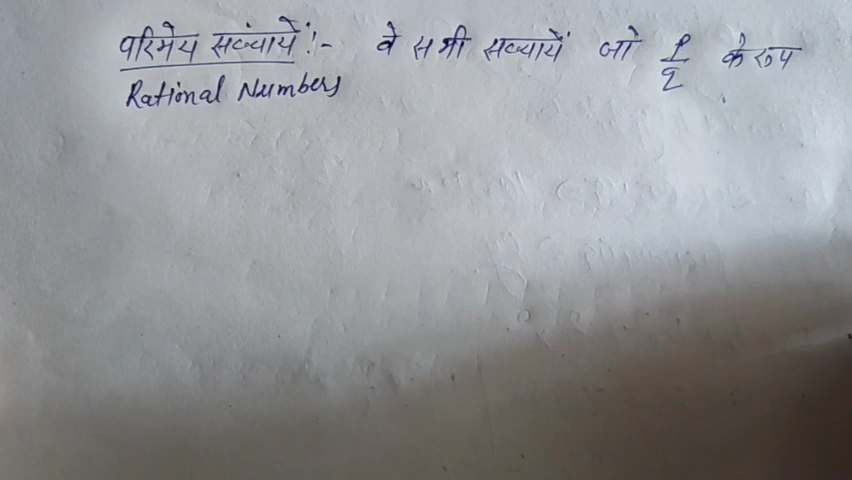 परिमेय संख्यायें:- वे सभी संख्यायें जो p/q के रूप
Rational Numbers